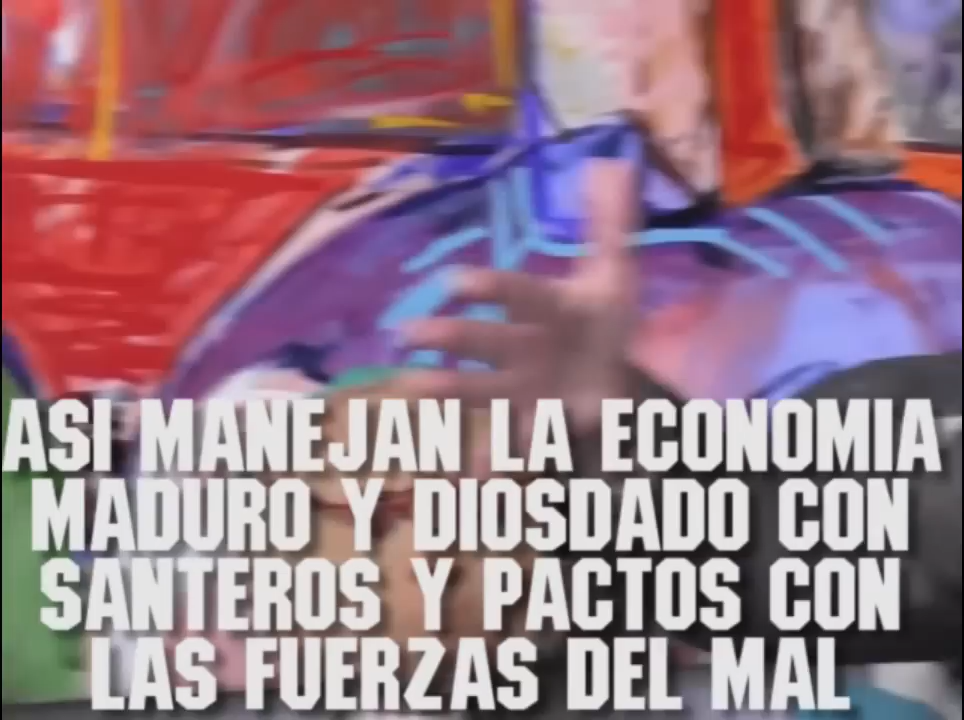 ASI MANEJAN LA ECONOMIA
MADURO Y DIOSDADO CON
SANTEROS Y PACTOS CON
LAS FUERZAS DEL MAL